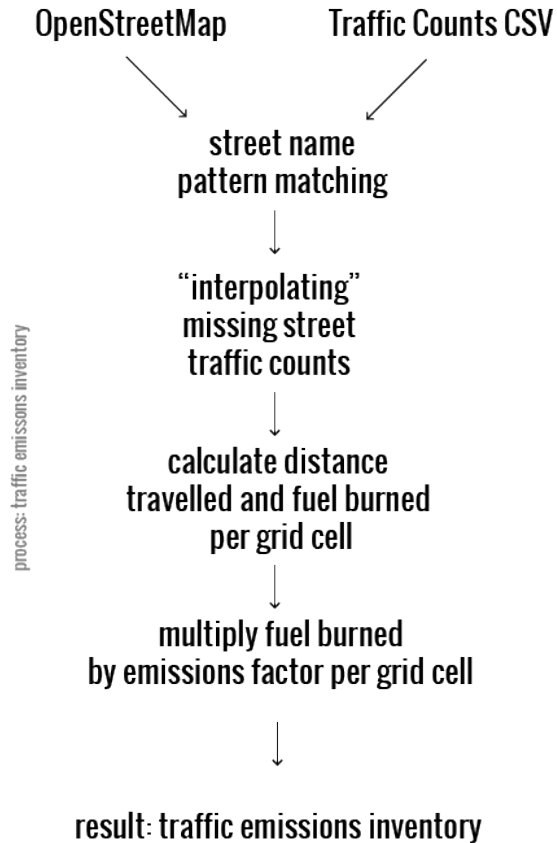 OpenStreetMap
Traffic Counts CSV
street name
pattern matching
“interpolating”
missing street
traffic counts
process: traffic emissons inventory
calculate distance
travelled and fuel burned
per grid cell
multiply fuel burned
by emissions factor per grid cell
result: traffic emissions inventory